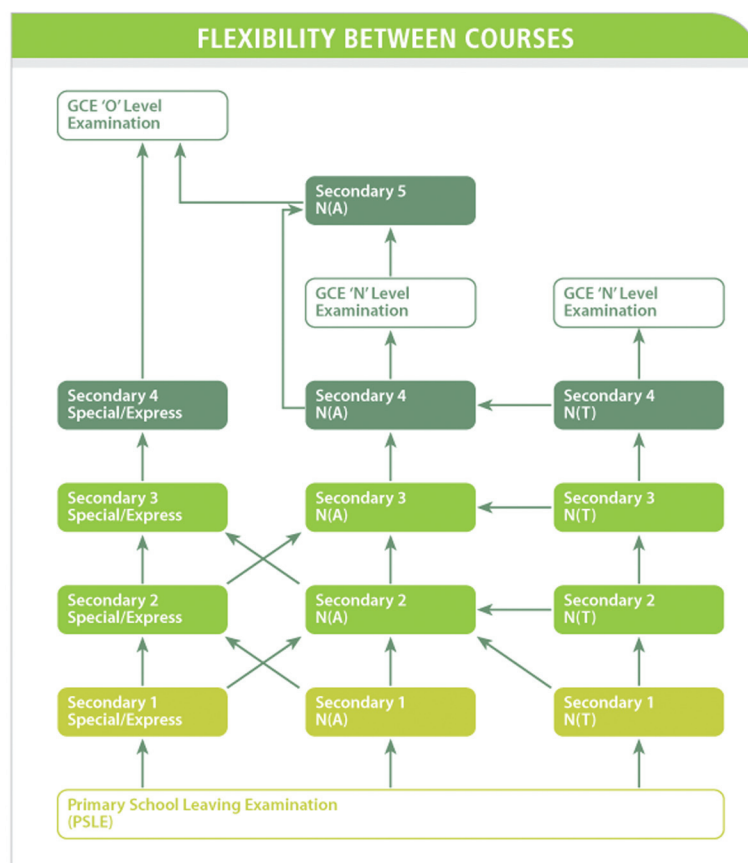 FLEXIBILITY BETWEEN COURSES
GCE ‘O’ Level
Examination
Secondary 5
N(A)
GCE ‘N’ Level
Examination
GCE ‘N’ Level
Examination
Secondary 4
Special/Express
Secondary 4
N(A)
Secondary 4
N(T)
Secondary 3
Special/Express
Secondary 3
N(A)
Secondary 3
N(T)
Secondary 2
Special/Express
Secondary 2
N(A)
Secondary 2
N(T)
Secondary 1
Special/Express
Secondary 1
N(A)
Secondary 1
N(T)
Primary School Leaving Examination
(PSLE)